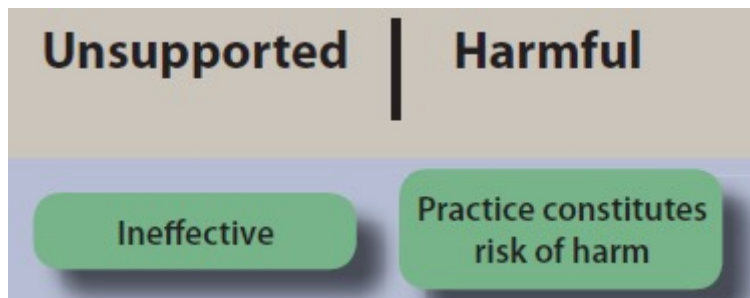 Unsupported
Harmful
Ineffective
Practice constitutes
risk of harm